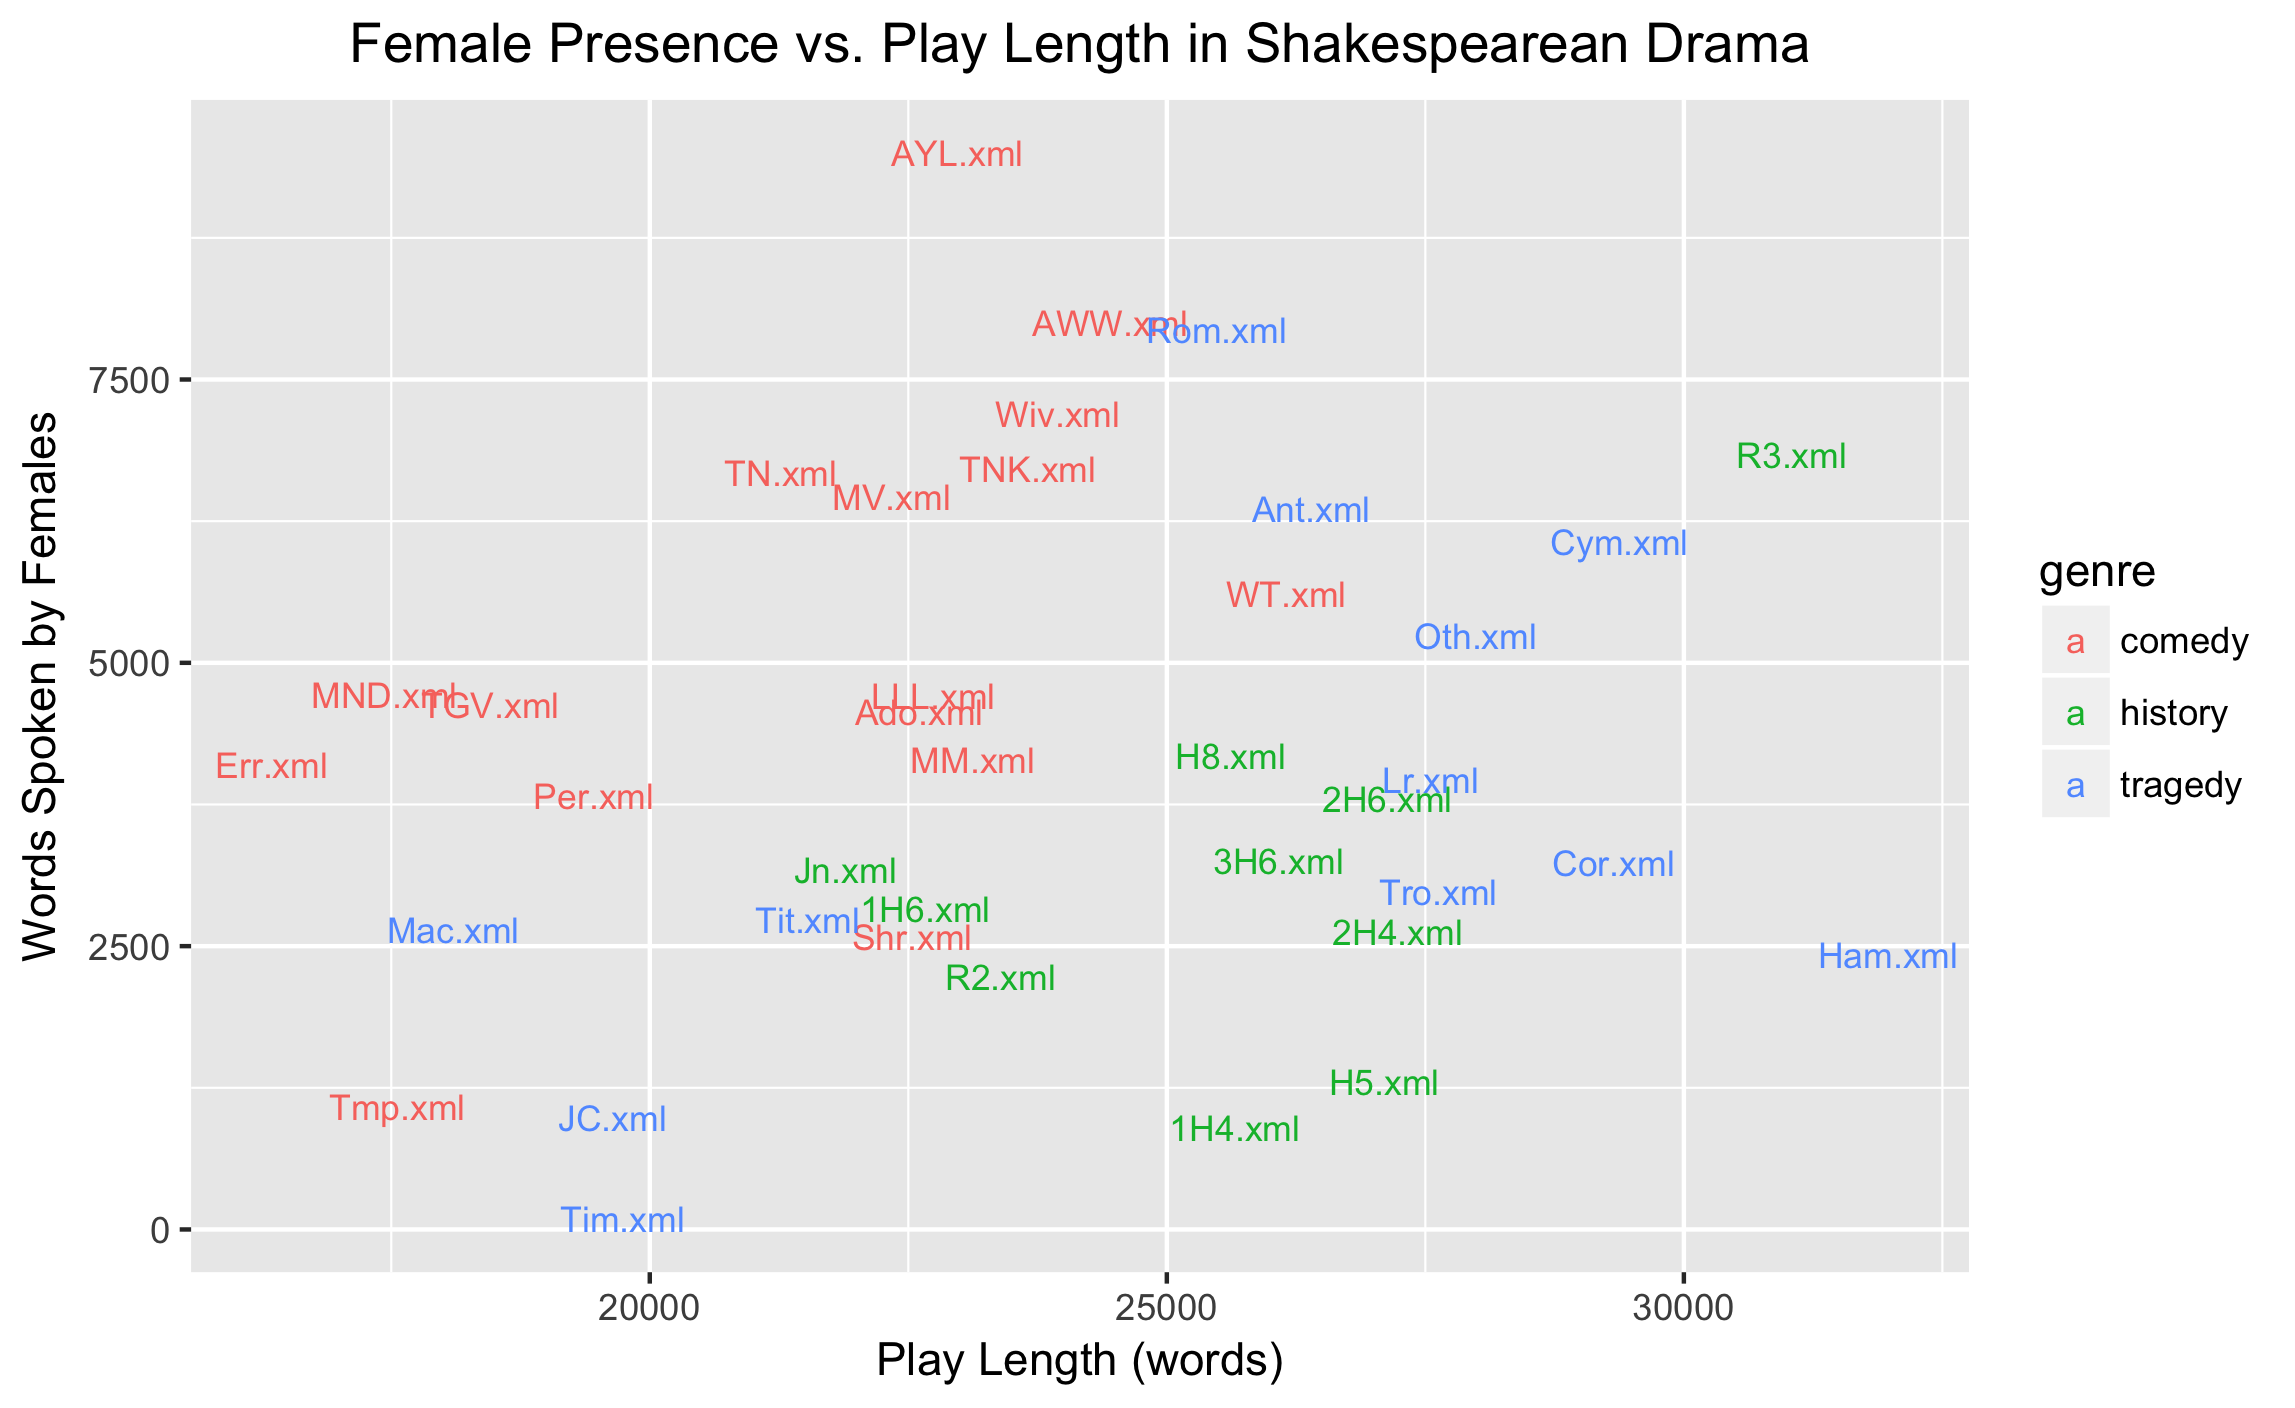 Female Presence vs. Play Length in Shakespearean Drama
AYL.xml
AWW.xml
Rom.xml
7500
Wiv.xml
R3.xml
TN.xml
TNK.xml
MV.xml
Ant.xml
Cym.xml
WT.xml
Oth.xml
5000
MND.xml
TGV.xml
LLL.xml
Ado.xml
Err.xml
MM.xml
H8.xml
Per.xml
Lr.xml
2H6.xml
Jn.xml
3H6.xml
Cor.xml
Tro.xml
1H6.xml
Tit.xml
Mac.xml
Shr.xml
2H4.xml
2500
Ham.xml
R2.xml
H5.xml
Tmp.xml
JC.xml
1H4.xml
Tim.xml
0
20000
25000
30000
Play Length (words)
Words Spoken by Females
genre
a comedy
a history
a tragedy